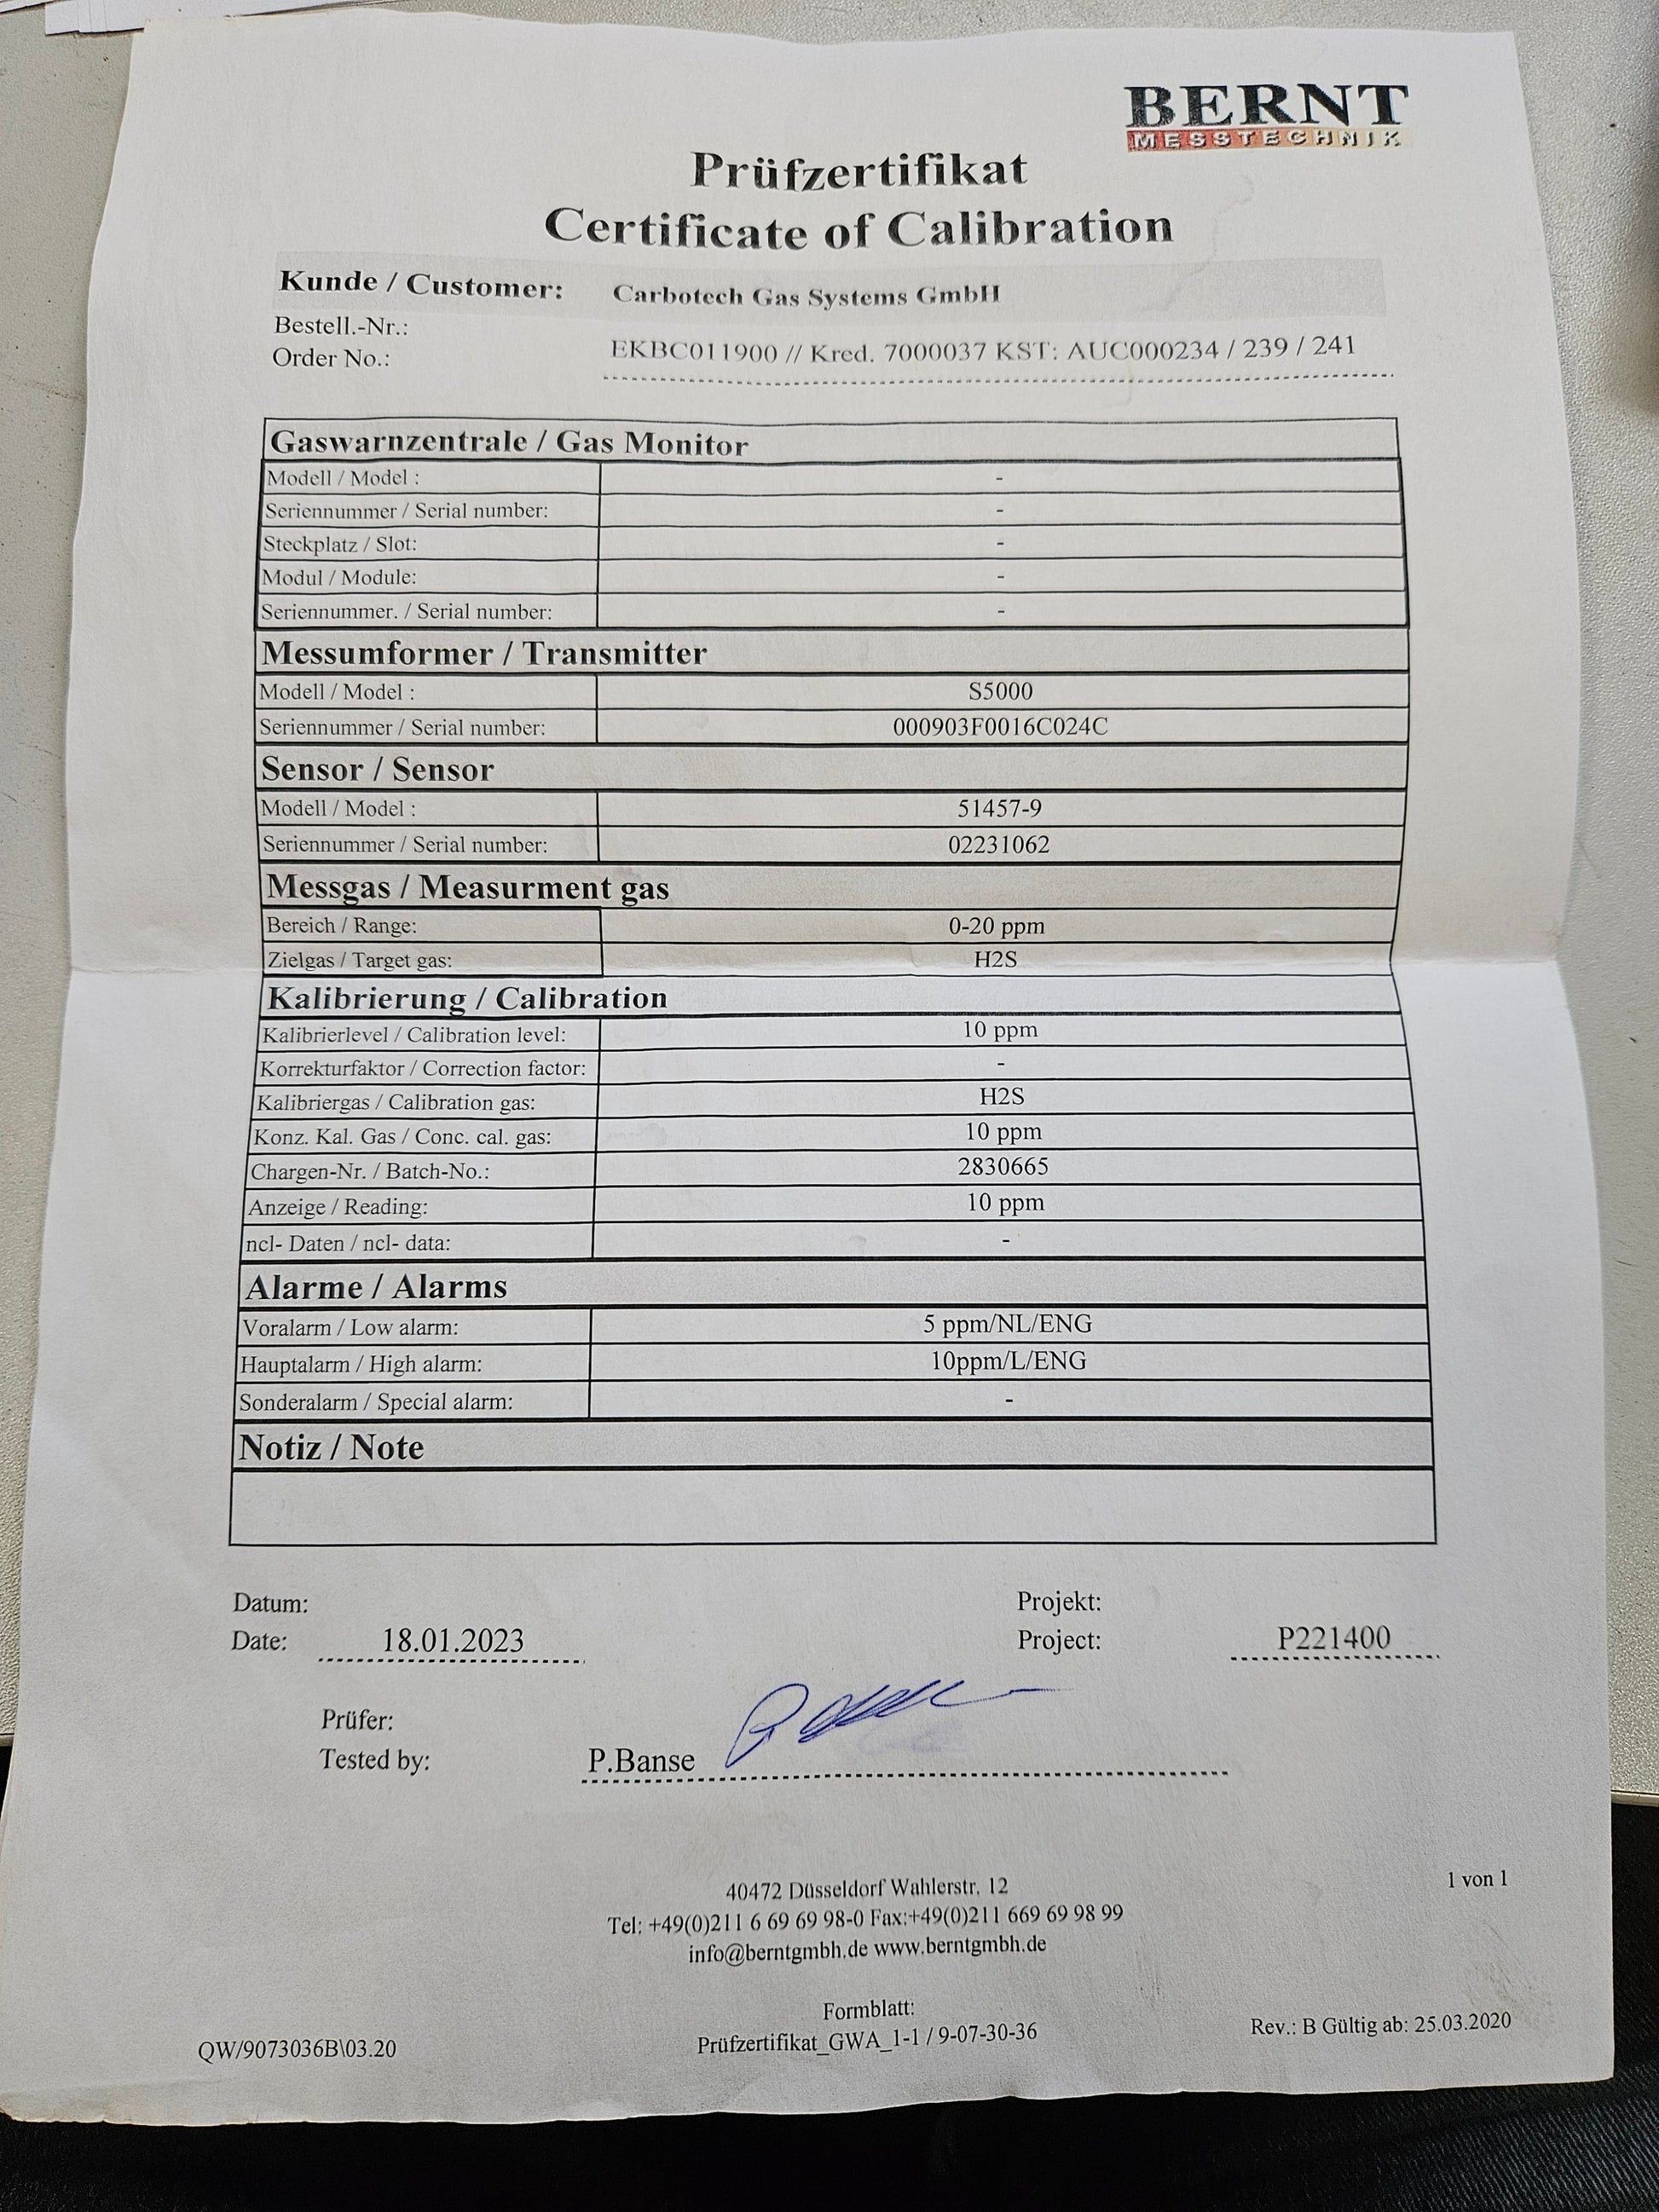 BERNT
MESSTECHNIK
Prüfzertifikat
Certificate of Calibration
Kunde / Customer: Carbotech Gas Systems GmbH
Bestell.-Nr.:
Order No.: EKBC011900 // Kred. 7000037 KST: AUC000234 / 239 / 241
Gaswarnzentrale / Gas Monitor
Modell / Model : -
Seriennummer / Serial number: -
Steckplatz / Slot: -
Modul / Module: -
Seriennummer. / Serial number: -
Messumformer / Transmitter
Modell / Model : S5000
Seriennummer / Serial number: 000903F0016C024C
Sensor / Sensor
Modell / Model : 51457-9
Seriennummer / Serial number: 02231062
Messgas / Measurment gas
Bereich / Range: 0-20 ppm
Zielgas / Target gas: H2S
Kalibrierung / Calibration
Kalibrierlevel / Calibration level: 10 ppm
Korrekturfaktor / Correction factor: -
Kalibriergas / Calibration gas: H2S
Konz. Kal. Gas / Conc. cal. gas: 10 ppm
Chargen-Nr. / Batch-No.: 2830665
Anzeige / Reading: 10 ppm
ncl- Daten / ncl- data: -
Alarme / Alarms
Voralarm / Low alarm: 5 ppm/NL/ENG
Hauptalarm / High alarm: 10ppm/L/ENG
Sonderalarm / Special alarm: -
Notiz / Note
Datum: Projekt:
Date: 18.01.2023 Project: P221400
Prüfer:
Tested by: P.Banse
1 von 1
40472 Düsseldorf Wahlerstr. 12
Tel: +49(0)211 6 69 69 98-0 Fax:+49(0)211 669 69 98 99
info@berntgmbh.de www.berntgmbh.de
Formblatt:
QW/9073036B\03.20 Prüfzertifikat_GWA_1-1 / 9-07-30-36 Rev.: B Gültig ab: 25.03.2020